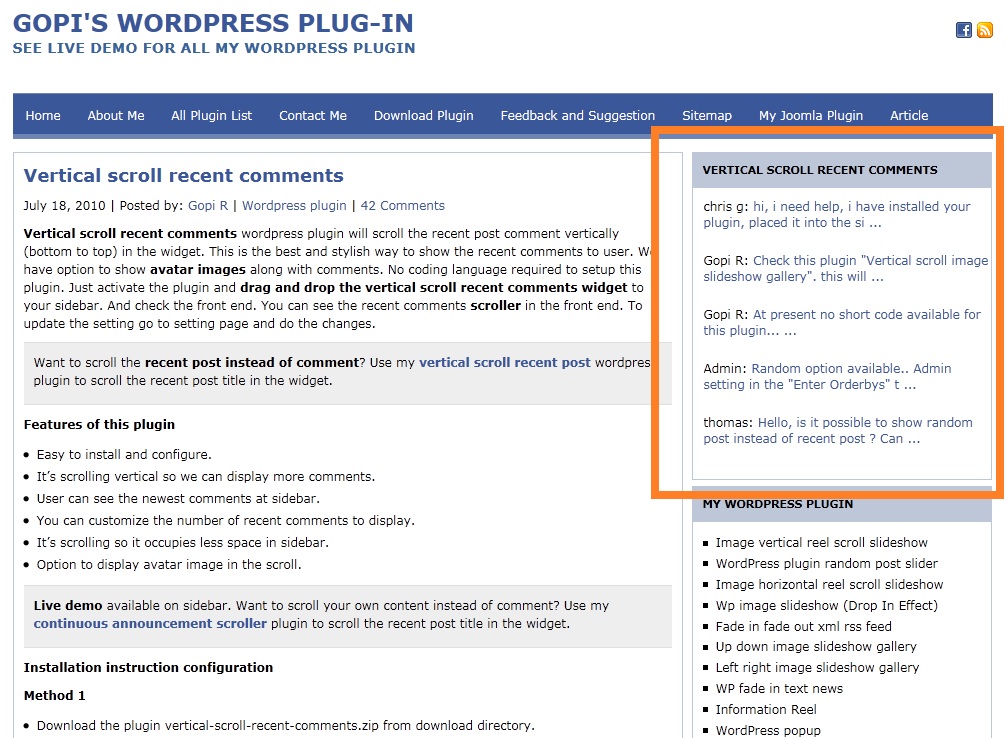 GOPI'S WORDPRESS PLUG-IN
SEE LIVE DEMO FOR ALL MY WORDPRESS PLUGIN
Home About Me All Plugin List Contact Me Download Plugin Feedback and Suggestion Sitemap My Joomla Plugin Article
Vertical scroll recent comments
July 18, 2010 | Posted by: Gopi R | Wordpress plugin | 42 Comments
Vertical scroll recent comments wordpress plugin will scroll the recent post comment vertically
(bottom to top) in the widget. This is the best and stylish way to show the recent comments to user. We
have option to show avatar images along with comments. No coding language required to setup this
plugin. Just activate the plugin and drag and drop the vertical scroll recent comments widget to
your sidebar. And check the front end. You can see the recent comments scroller in the front end. To
update the setting go to setting page and do the changes.
Want to scroll the recent post instead of comment? Use my vertical scroll recent post wordpres
plugin to scroll the recent post title in the widget.
Features of this plugin
Easy to install and configure.
It’s scrolling vertical so we can display more comments.
User can see the newest comments at sidebar.
You can customize the number of recent comments to display.
It’s scrolling so it occupies less space in sidebar.
Option to display avatar image in the scroll.
Live demo available on sidebar. Want to scroll your own content instead of comment? Use my
continuous announcement scroller plugin to scroll the recent post title in the widget.
Installation instruction configuration
Method 1
Download the plugin vertical-scroll-recent-comments.zip from download directory.
VERTICAL SCROLL RECENT COMMENTS
chris g: hi, i need help, i have installed your
plugin, placed it into the si ...
Gopi R: Check this plugin "Vertical scroll image
slideshow gallery". this will ...
Gopi R: At present no short code available for
this plugin... ...
Admin: Random option available.. Admin
setting in the "Enter Orderbys" t ...
thomas: Hello, is it possible to show random
post instead of recent post ? Can ...
MY WORDPRESS PLUGIN
Image vertical reel scroll slideshow
WordPress plugin random post slider
Image horizontal reel scroll slideshow
Wp image slideshow (Drop In Effect)
Fade in fade out xml rss feed
Up down image slideshow gallery
Left right image slideshow gallery
WP fade in text news
Information Reel
WordPress popup